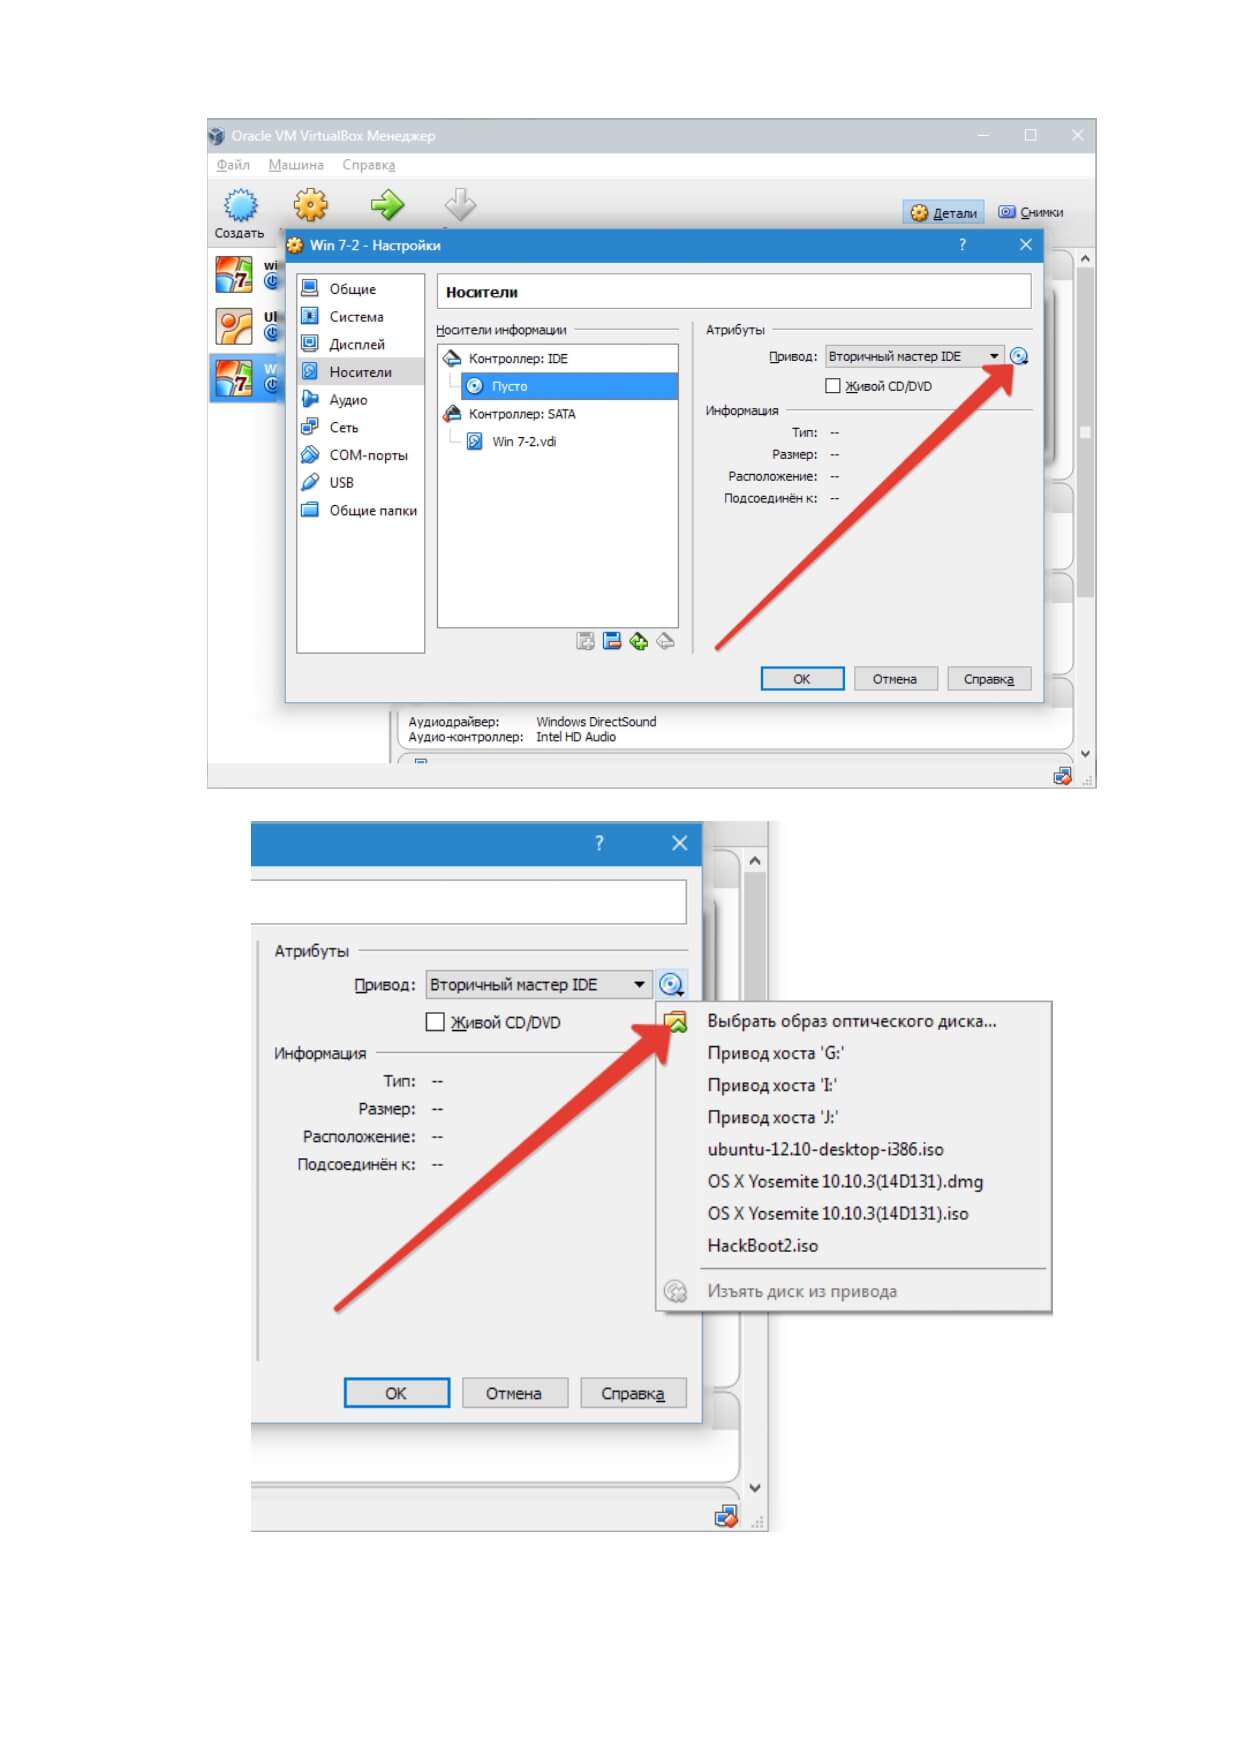 Oracle VM VirtualBox Менеджер
Файл Машина Справка
Создать
Детали Снимки
Win 7-2 - Настройки ?
Общие
Система
Дисплей
Носители
Аудио
Сеть
COM-порты
USB
Общие папки
Носители
Носители информации
Контроллер: IDE
Пусто
Контроллер: SATA
Win 7-2.vdi
Атрибуты
Привод: Вторичный мастер IDE
Живой CD/DVD
Информация
Тип: --
Размер: --
Расположение: --
Подсоединён к: --
OK Отмена Справка
Аудиодрайвер: Windows DirectSound
Аудио-контроллер: Intel HD Audio
?
Атрибуты
Привод: Вторичный мастер IDE
Живой CD/DVD
Информация
Тип: --
Размер: --
Расположение: --
Подсоединён к: --
Выбрать образ оптического диска...
Привод хоста 'G:'
Привод хоста 'I:'
Привод хоста 'J:'
ubuntu-12.10-desktop-i386.iso
OS X Yosemite 10.10.3(14D131).dmg
OS X Yosemite 10.10.3(14D131).iso
HackBoot2.iso
Изъять диск из привода
OK Отмена Справка